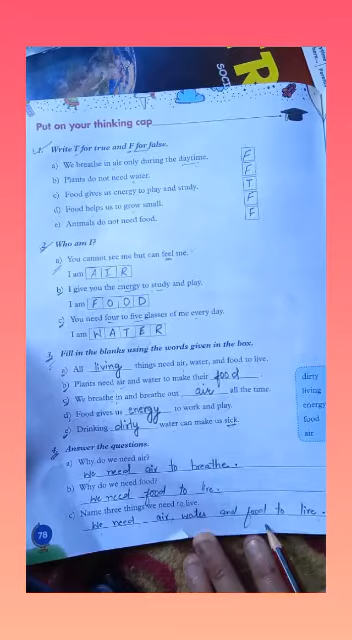 SOC
R
Put on your thinking cap
1. Write T for true and F for false.
a) We breathe in air only during the daytime. F
b) Plants do not need water. F
c) Food gives us energy to play and study. T
d) Food helps us to grow small. F
e) Animals do not need food. F
2. Who am I?
a) You cannot see me but can feel me.
I am A I R
b) I give you the energy to study and play.
I am F O O D
c) You need four to five glasses of me every day.
I am W A T E R
3. Fill in the blanks using the words given in the box.
a) All living things need air, water, and food to live.
b) Plants need air and water to make their food.
c) We breathe in and breathe out air all the time.
d) Food gives us energy to work and play.
e) Drinking dirty water can make us sick.
dirty
living
energy
food
air
4. Answer the questions.
a) Why do we need air?
We need air to breathe.
b) Why do we need food?
We need food to live.
c) Name three things we need to live.
We need air, water and food to live.
78